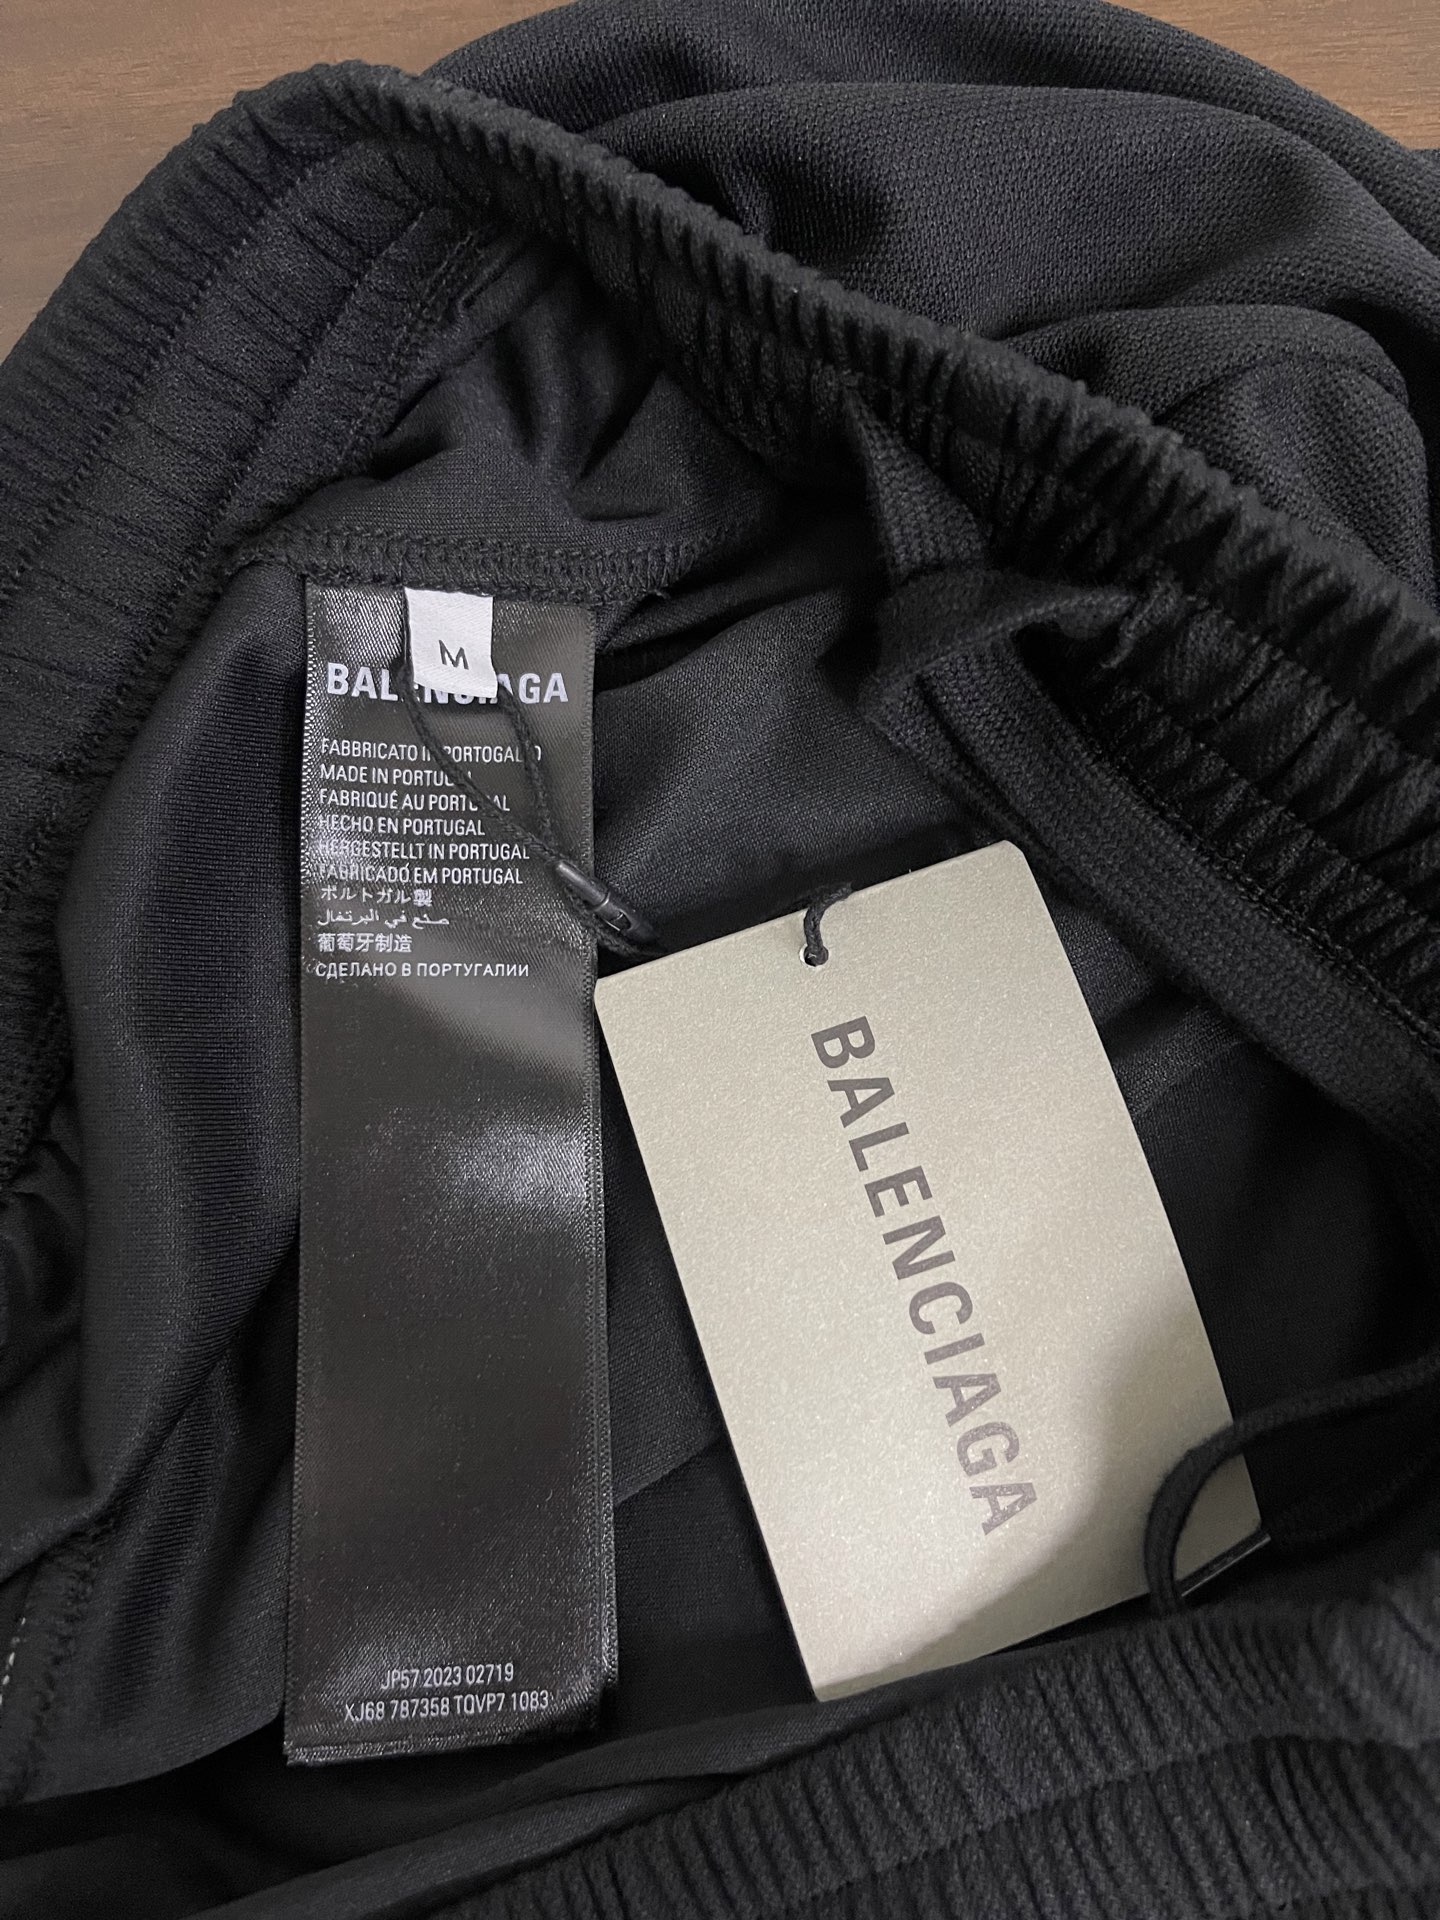 M
BALENCIAGA
FABBRICATO IN PORTOGALLO
MADE IN PORTUGAL
FABRIQUÉ AU PORTUGAL
HECHO EN PORTUGAL
HERGESTELLT IN PORTUGAL
FABRICADO EM PORTUGAL
ポルトガル製
صنع في البرتغال
葡萄牙制造
СДЕЛАНО В ПОРТУГАЛИИ
JP57 2023 02719
XJ68 787358 TQVP7 1083
BALENCIAGA